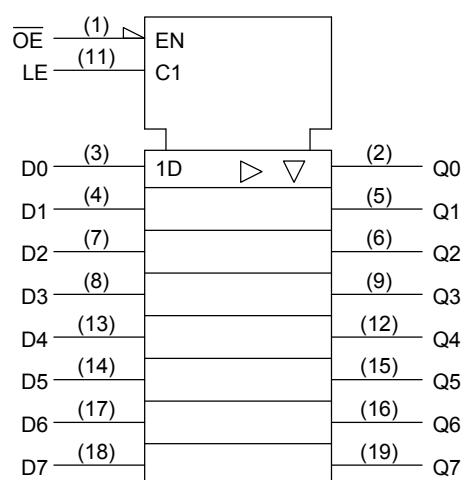 OE (1) EN
LE (11) C1
D0 (3) 1D (2) Q0
D1 (4) (5) Q1
D2 (7) (6) Q2
D3 (8) (9) Q3
D4 (13) (12) Q4
D5 (14) (15) Q5
D6 (17) (16) Q6
D7 (18) (19) Q7